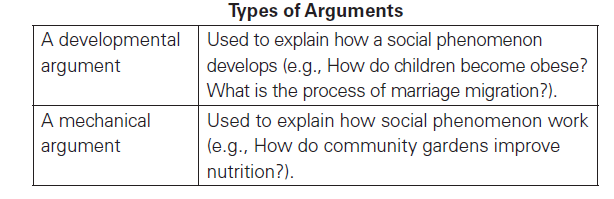 Types of Arguments
A developmental argument
Used to explain how a social phenomenon
develops (e.g., How do children become obese?
What is the process of marriage migration?).
A mechanical argument
Used to explain how social phenomenon work
(e.g., How do community gardens improve
nutrition?).